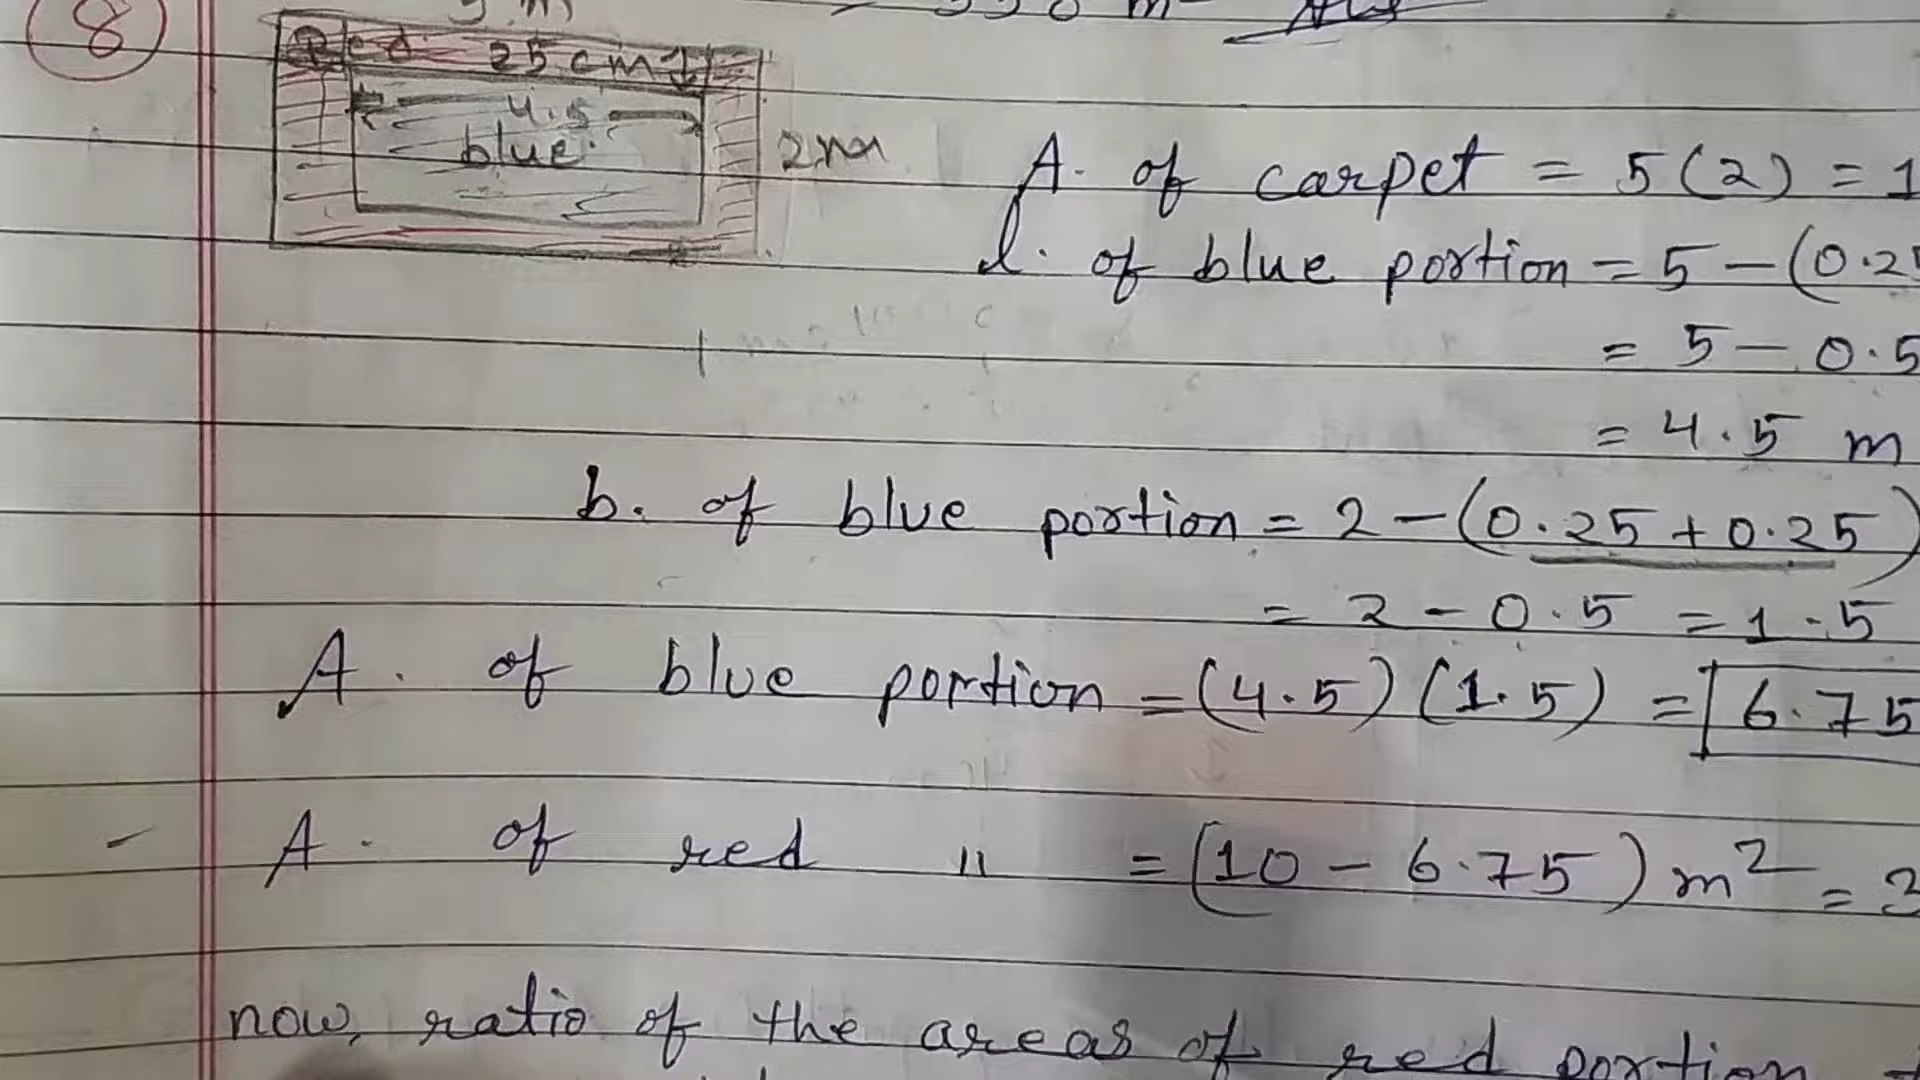 8
5 m
Red 25 cm
4.5
blue
2m
A. of carpet = 5(2) = 1
l. of blue portion = 5 - (0.25
= 5 - 0.5
= 4.5 m
b. of blue portion = 2 - (0.25 + 0.25)
= 2 - 0.5 = 1.5
A. of blue portion = (4.5) (1.5) = 6.75
A. of red " = (10 - 6.75) m² = 3
now, ratio of the areas of red portion